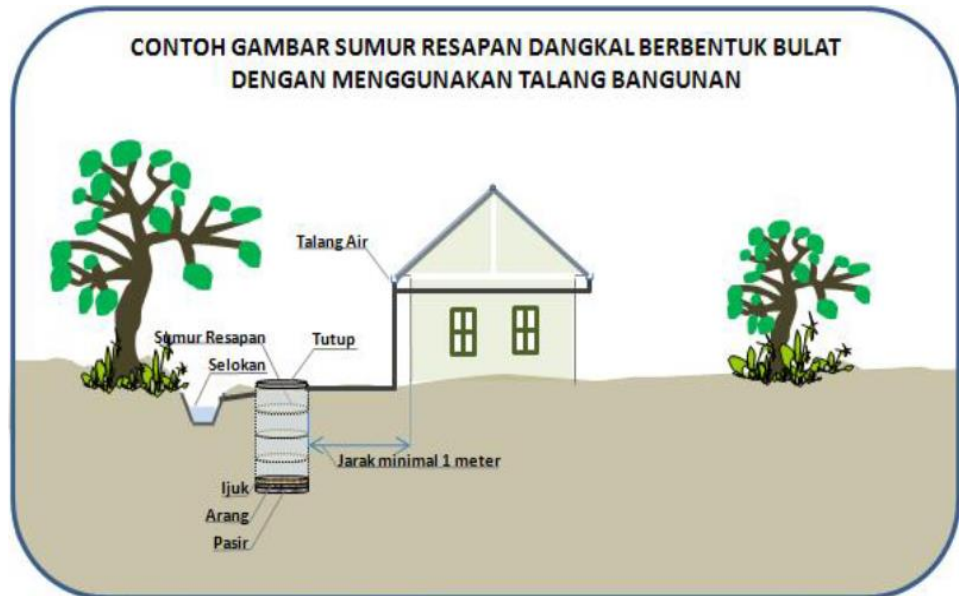 CONTOH GAMBAR SUMUR RESAPAN DANGKAL BERBENTUK BULAT
DENGAN MENGGUNAKAN TALANG BANGUNAN
Talang Air
Sumur Resapan
Tutup
Selokan
Jarak minimal 1 meter
Ijuk
Arang
Pasir